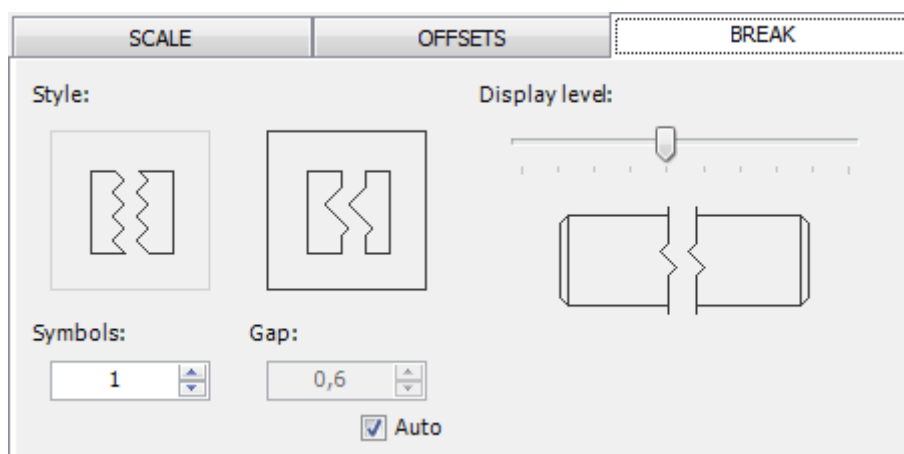 SCALE OFFSETS BREAK
Style: Display level:
Symbols: Gap:
1 0,6
Auto